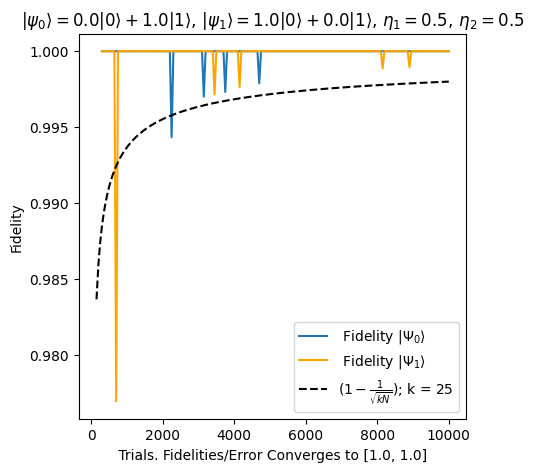 |ψ₀⟩ = 0.0|0⟩ + 1.0|1⟩, |ψ₁⟩ = 1.0|0⟩ + 0.0|1⟩, η₁ = 0.5, η₂ = 0.5
1.000
0.995
0.990
0.985
0.980
Fidelity
Fidelity |Ψ₀⟩
Fidelity |Ψ₁⟩
(1 − 1/√kN); k = 25
0 2000 4000 6000 8000 10000
Trials. Fidelities/Error Converges to [1.0, 1.0]